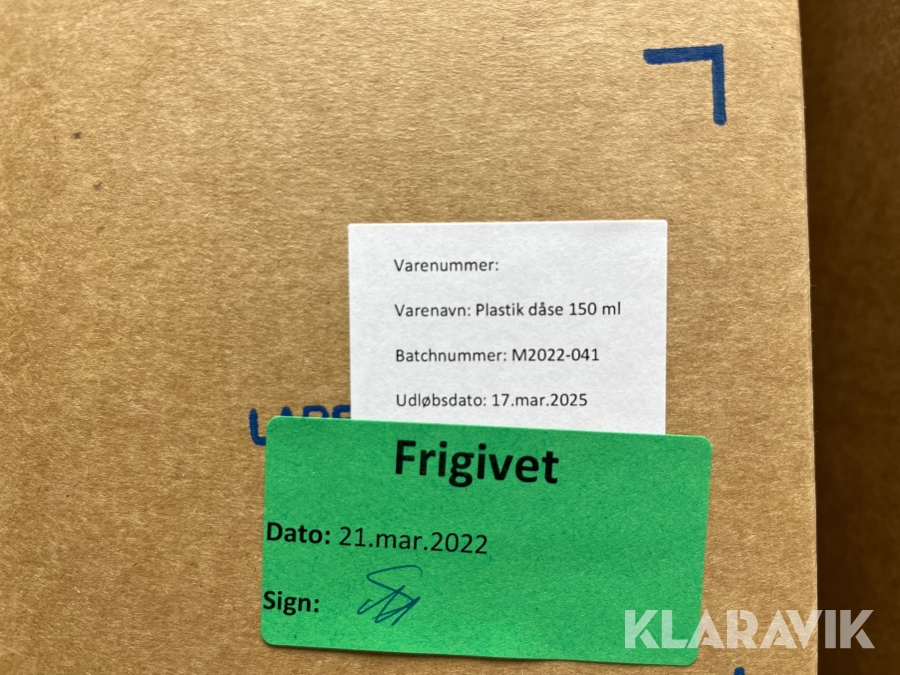 Varenummer:
Varenavn: Plastik dåse 150 ml
Batchnummer: M2022-041
Udløbsdato: 17.mar.2025
Frigivet
Dato: 21.mar.2022
Sign:
KLARAVIK